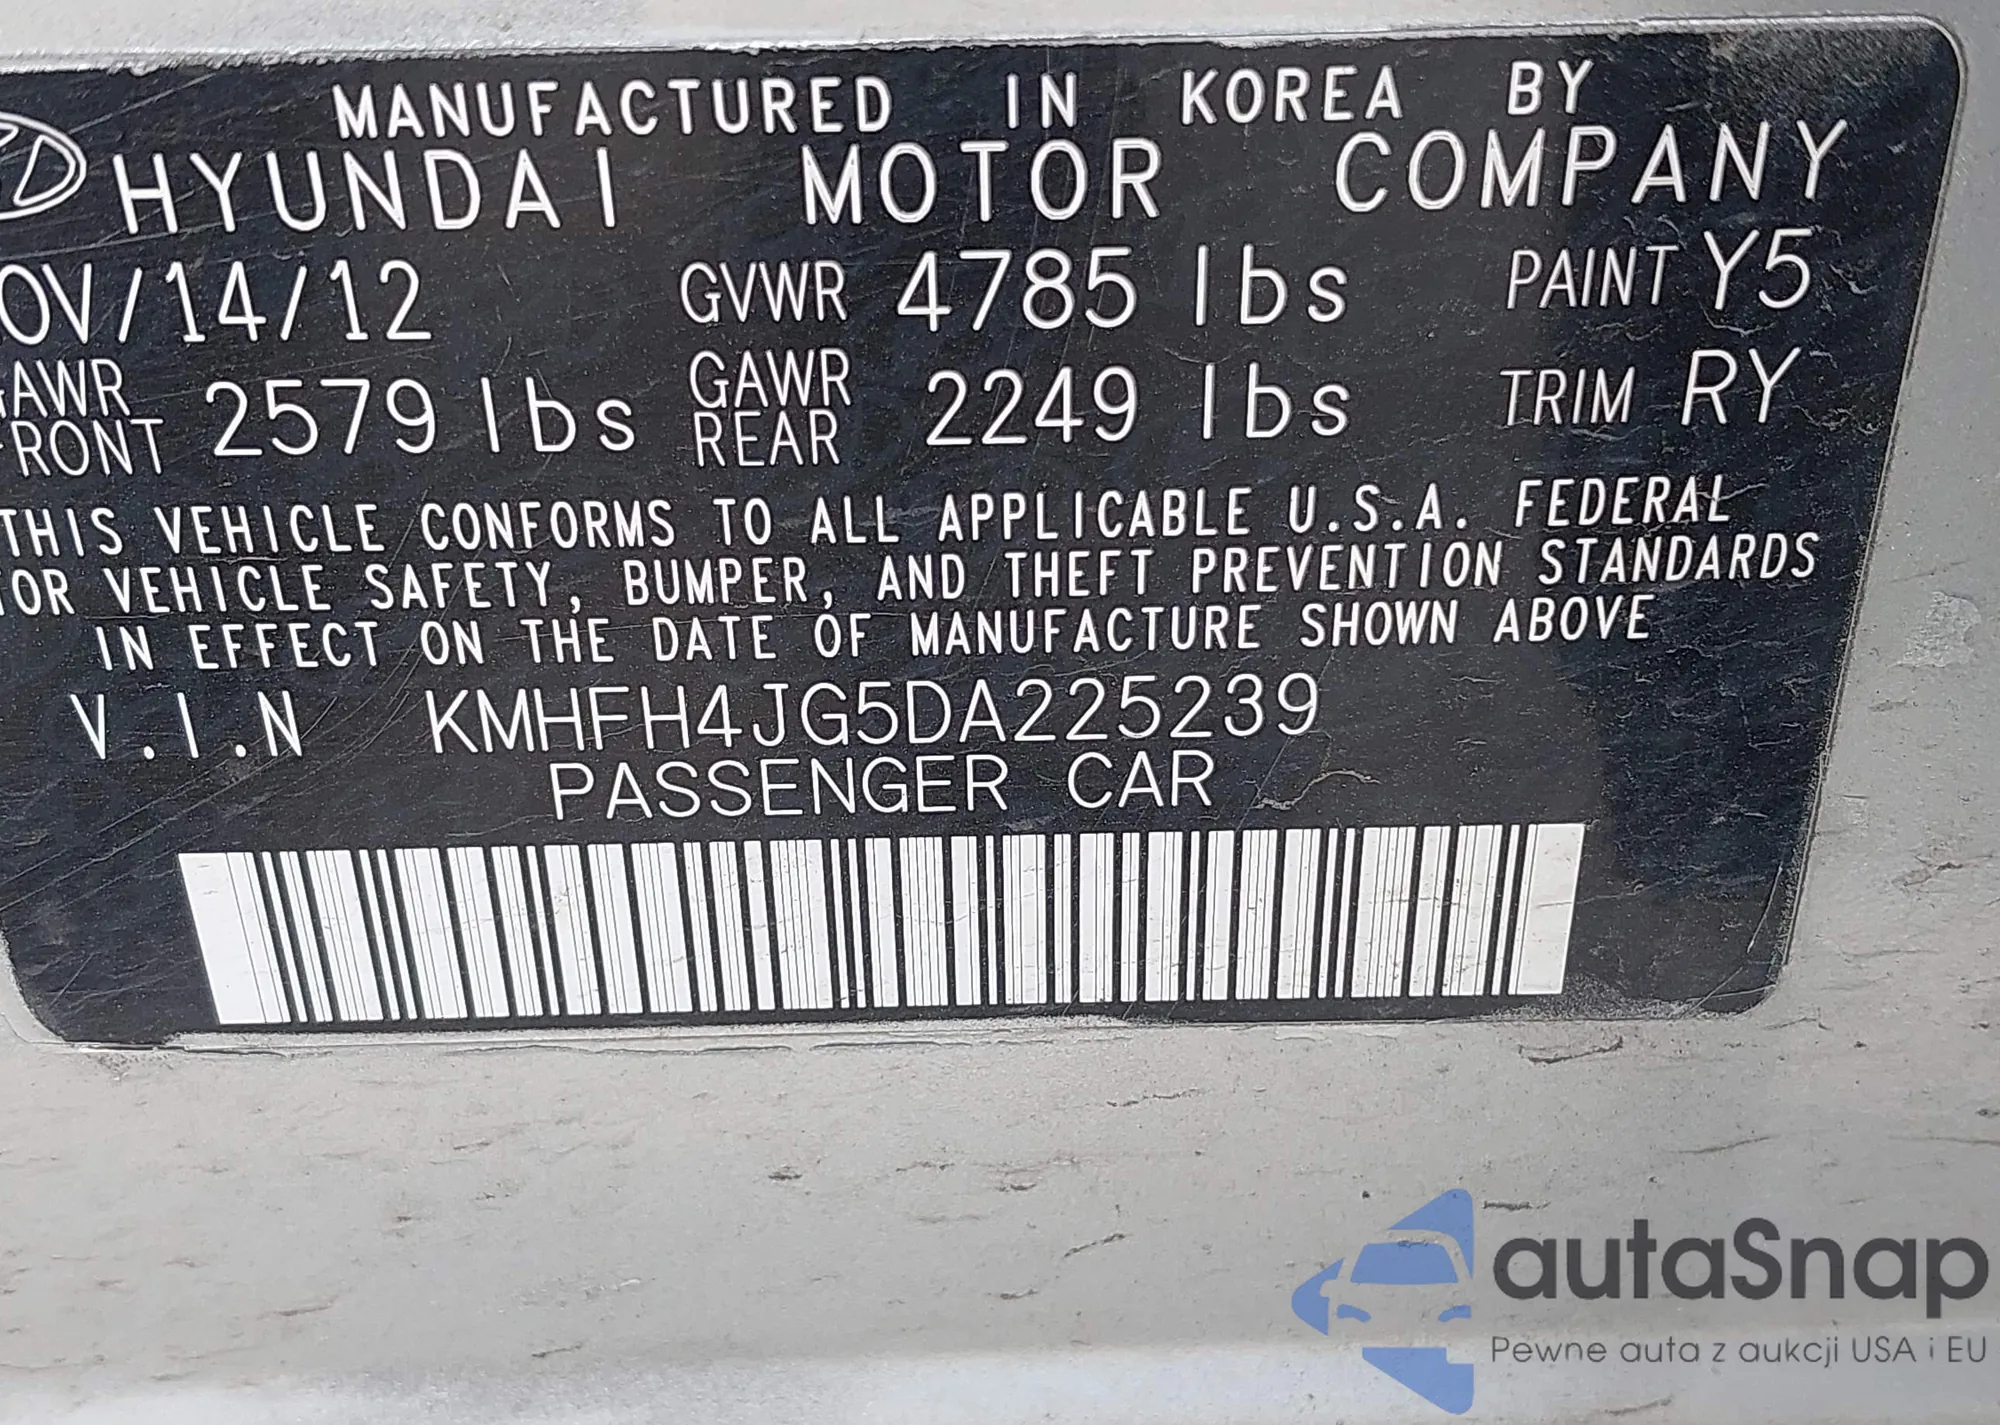 MANUFACTURED IN KOREA BY
HYUNDAI MOTOR COMPANY
OV/14/12 GVWR 4785 lbs PAINT Y5
GAWR FRONT 2579 lbs GAWR REAR 2249 lbs TRIM RY
THIS VEHICLE CONFORMS TO ALL APPLICABLE U.S.A. FEDERAL
TOR VEHICLE SAFETY, BUMPER, AND THEFT PREVENTION STANDARDS
IN EFFECT ON THE DATE OF MANUFACTURE SHOWN ABOVE
V.I.N KMHFH4JG5DA225239
PASSENGER CAR
autaSnap
Pewne auta z aukcji USA i EU